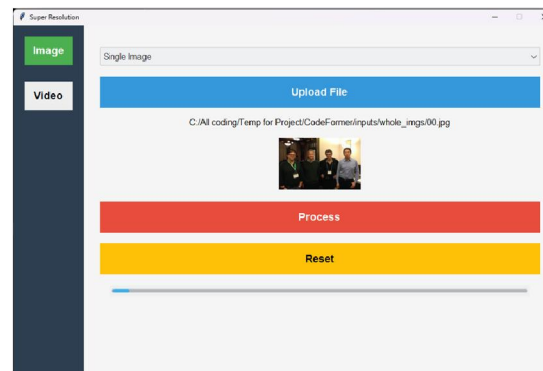 Super Resolution
Image
Video
Single Image
Upload File
C:/All coding/Temp for Project/CodeFormer/inputs/whole_imgs/00.jpg
Process
Reset